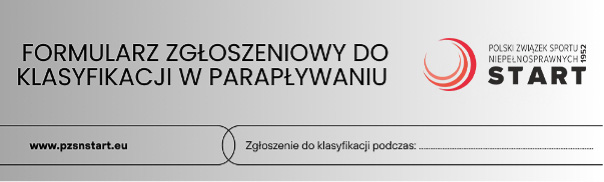 FORMULARZ ZGŁOSZENIOWY DO
KLASYFIKACJI W PARAPŁYWANIU
POLSKI ZWIĄZEK SPORTU
NIEPEŁNOSPRAWNYCH
START
1952
www.pzsnstart.eu
Zgłoszenie do klasyfikacji podczas: ........................................................